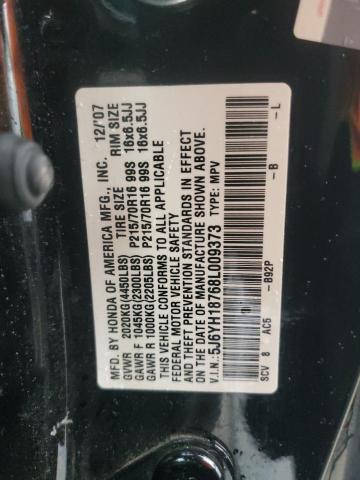 MFD. BY HONDA OF AMERICA MFG., INC. 12/'07
TIRE SIZE RIM SIZE
GVWR 2020KG(4450LBS)
GAWR F 1045KG(2300LBS) P215/70R16 99S 16x6.5JJ
GAWR R 1000KG(2205LBS) P215/70R16 99S 16x6.5JJ
THIS VEHICLE CONFORMS TO ALL APPLICABLE
FEDERAL MOTOR VEHICLE SAFETY
AND THEFT PREVENTION STANDARDS IN EFFECT
ON THE DATE OF MANUFACTURE SHOWN ABOVE.
V.I.N.:5J6YH18768L009373 TYPE: MPV
SCV 8 AC5 - B92P - B - L